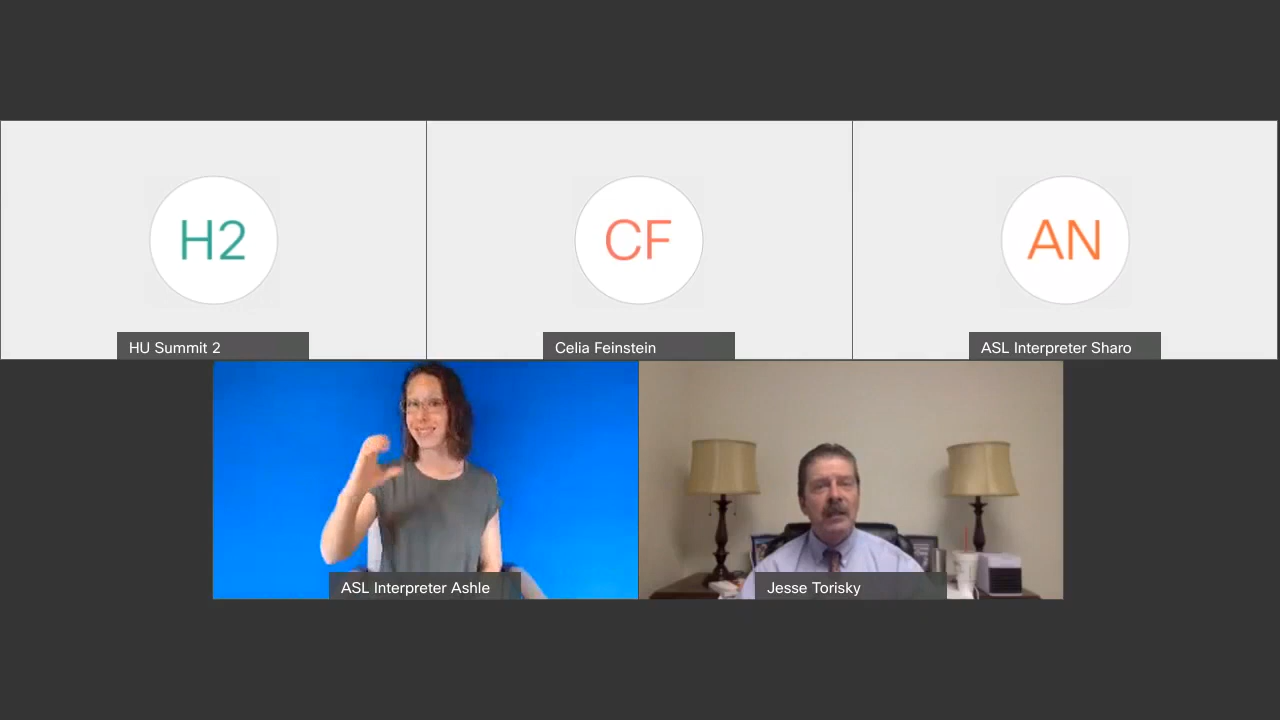 H2
CF
AN
HU Summit 2
Celia Feinstein
ASL Interpreter Sharo
ASL Interpreter Ashle
Jesse Torisky